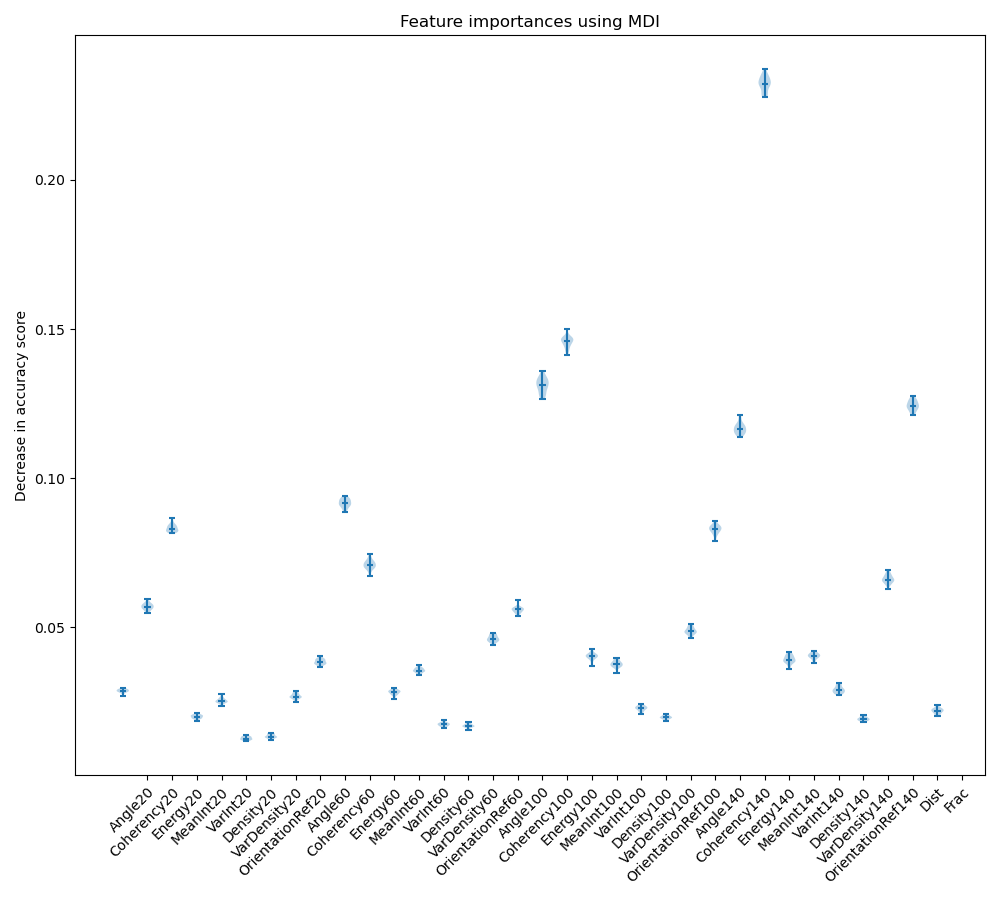 Feature importances using MDI
Decrease in accuracy score
0.20
0.15
0.10
0.05
Angle20
Coherency20
Energy20
MeanInt20
VarInt20
Density20
VarDensity20
OrientationRef20
Angle60
Coherency60
Energy60
MeanInt60
VarInt60
Density60
VarDensity60
OrientationRef60
Angle100
Coherency100
Energy100
MeanInt100
VarInt100
Density100
VarDensity100
OrientationRef100
Angle140
Coherency140
Energy140
MeanInt140
VarInt140
Density140
VarDensity140
OrientationRef140
Dist
Frac